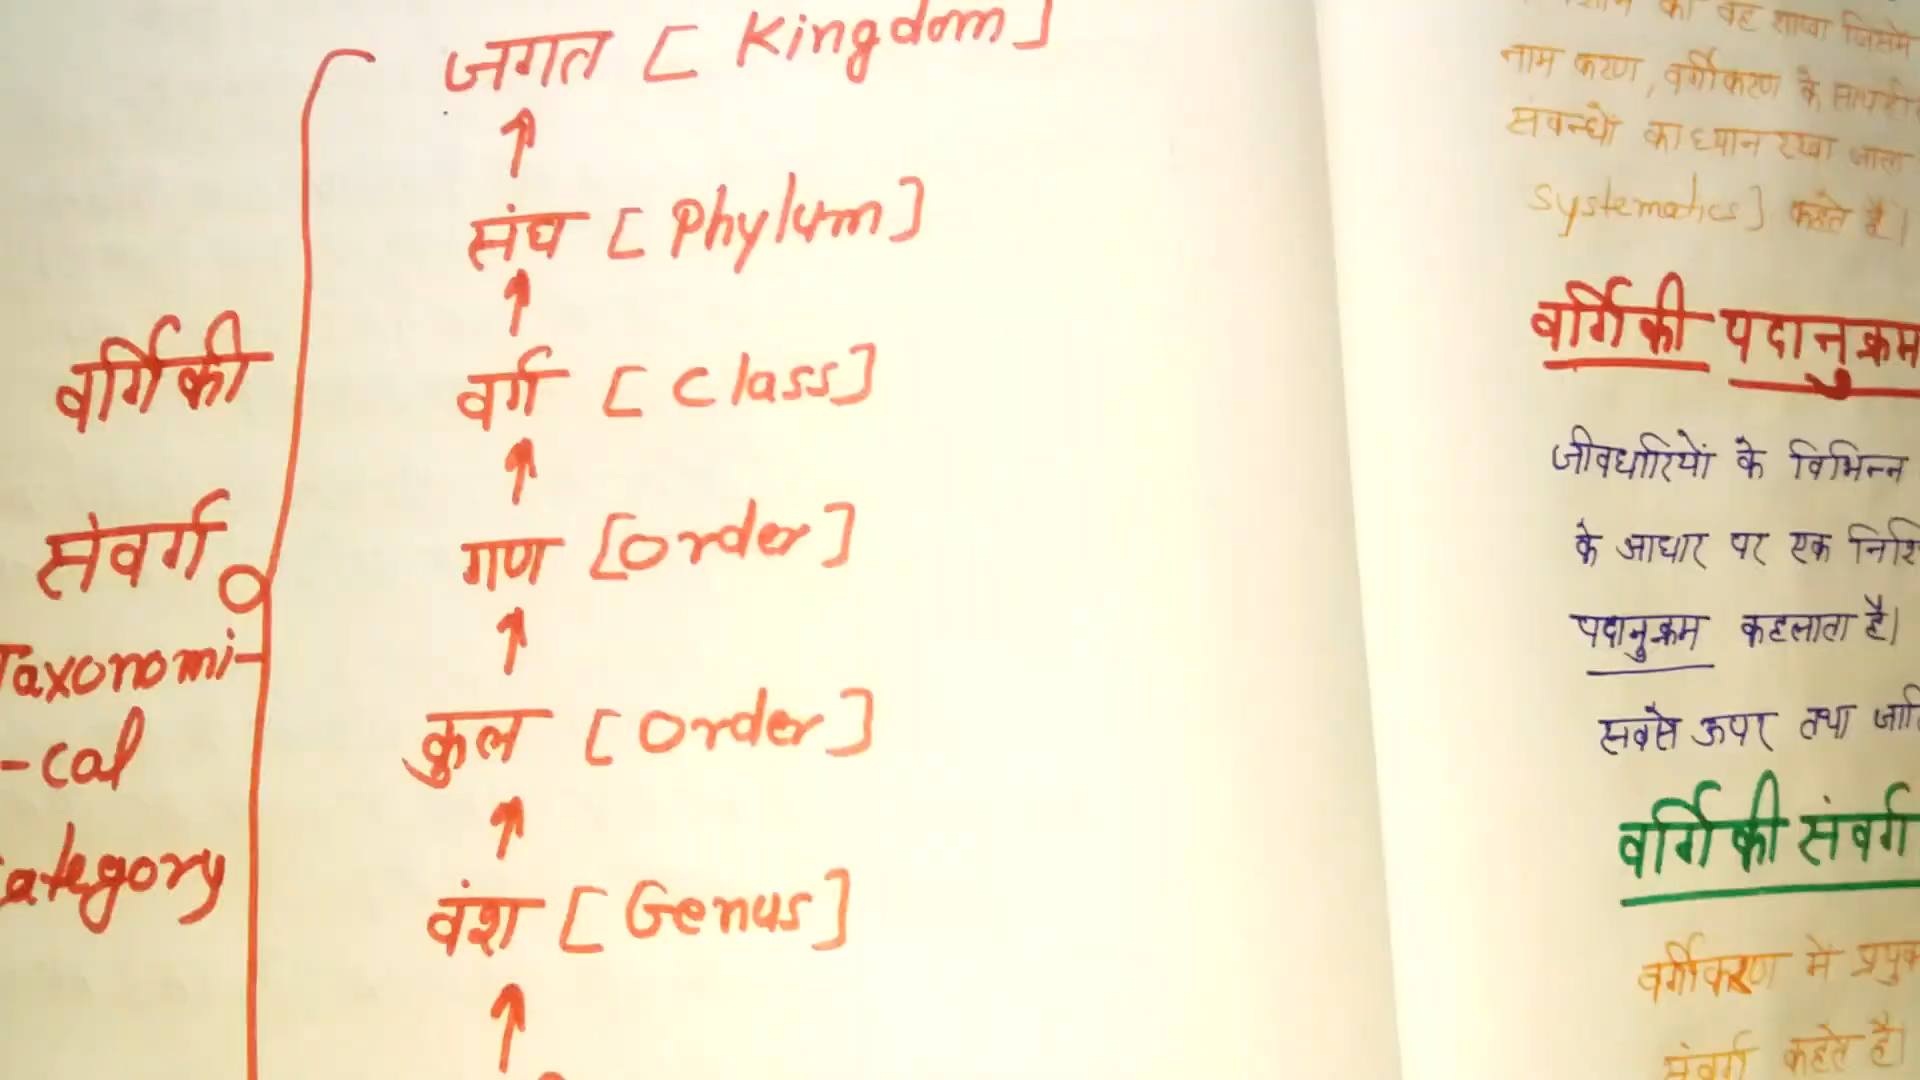 जगत [ Kingdom ]
संघ [ Phylum ]
वर्ग [ Class ]
गण [ Order ]
कुल [ Order ]
वंश [ Genus ]
वर्गिकी
संवर्ग
Taxonomi-
-cal
ategory
नाम करण, वर्गीकरण के
संबन्धों का ध्यान रखा जाता
systematics ] कहते है।
वर्गिकी पदानुक्रम
जीवधारियों के विभिन्न
के आधार पर एक
पदानुक्रम कहलाता है।
सबसे ऊपर तथा
वर्गिकी संवर्ग
वर्गीकरण में
संवर्ग कहते है।